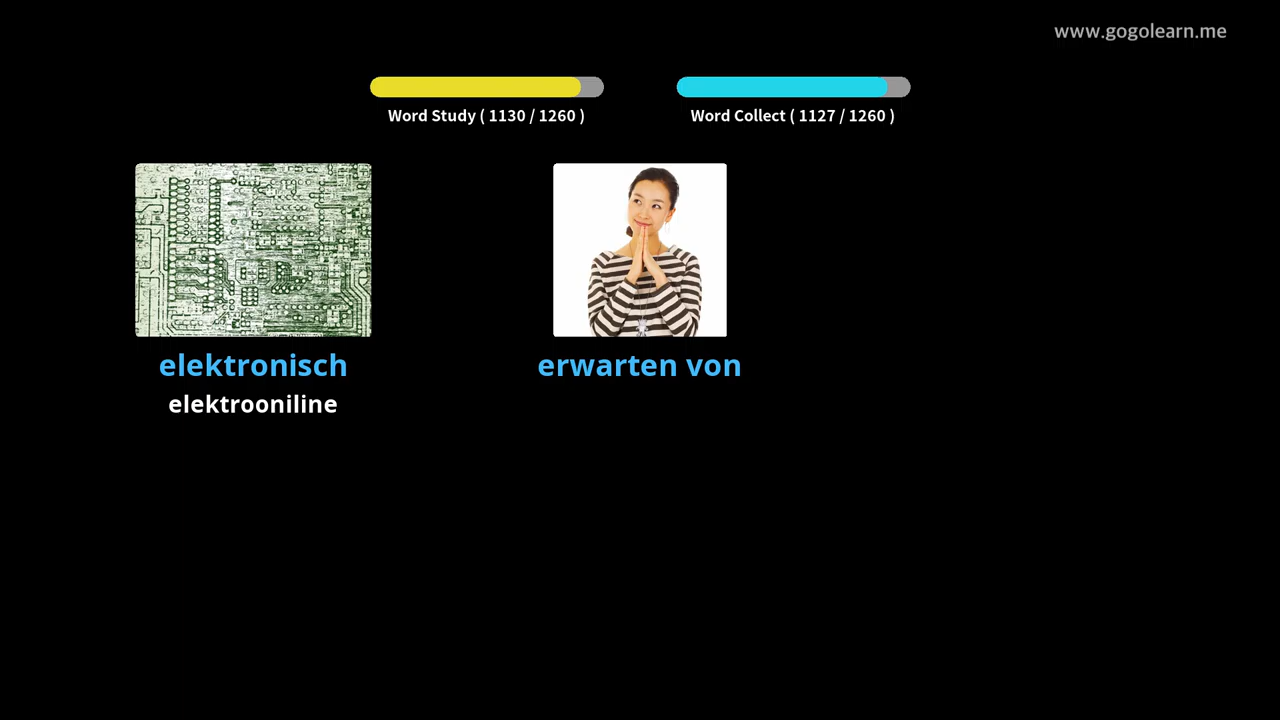 www.gogolearn.me
Word Study ( 1130 / 1260 )
Word Collect ( 1127 / 1260 )
elektronisch
elektrooniline
erwarten von